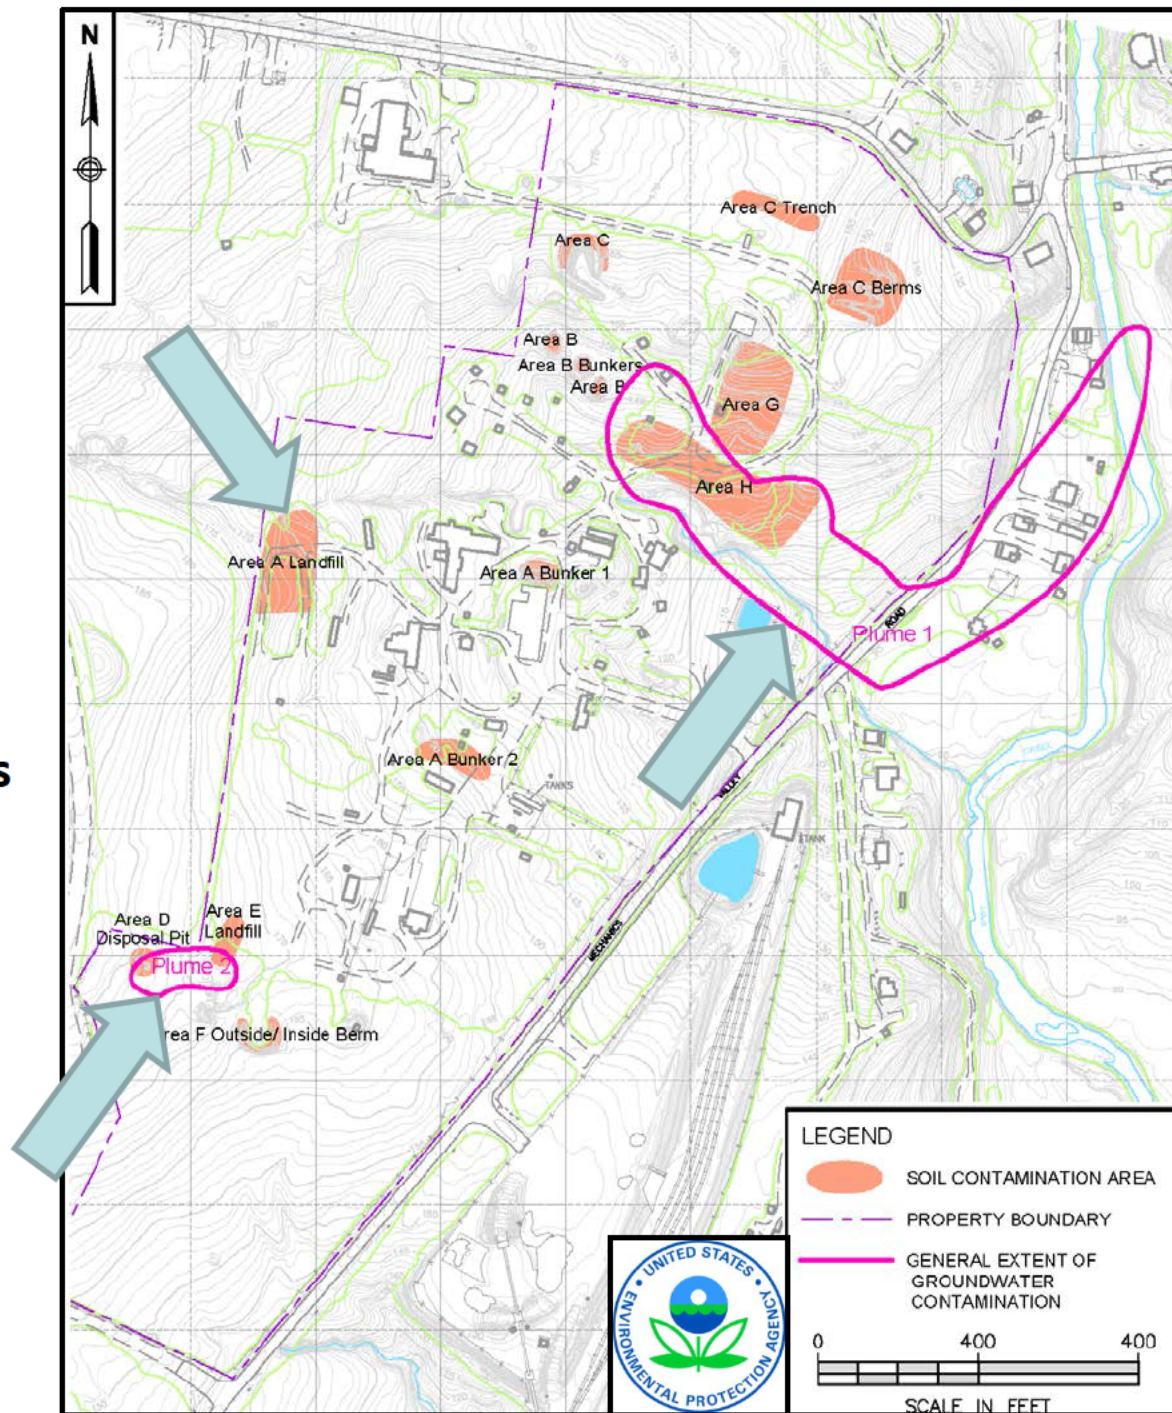 N
Area C Trench
Area C
Area C Berms
Area B
Area B Bunkers
Area B
Area G
Area H
Area A Landfill
Area A Bunker 1
ROAD
Plume 1
Area A Bunker 2
TANKS
VALLEY
TANK
s
Area D
Disposal Pit
Area E
Landfill
Plume 2
MECHANICS
rea F Outside/ Inside Berm
LEGEND
SOIL CONTAMINATION AREA
PROPERTY BOUNDARY
GENERAL EXTENT OF
GROUNDWATER
CONTAMINATION
0 400 400
SCALE IN FEET
UNITED STATES
ENVIRONMENTAL PROTECTION AGENCY